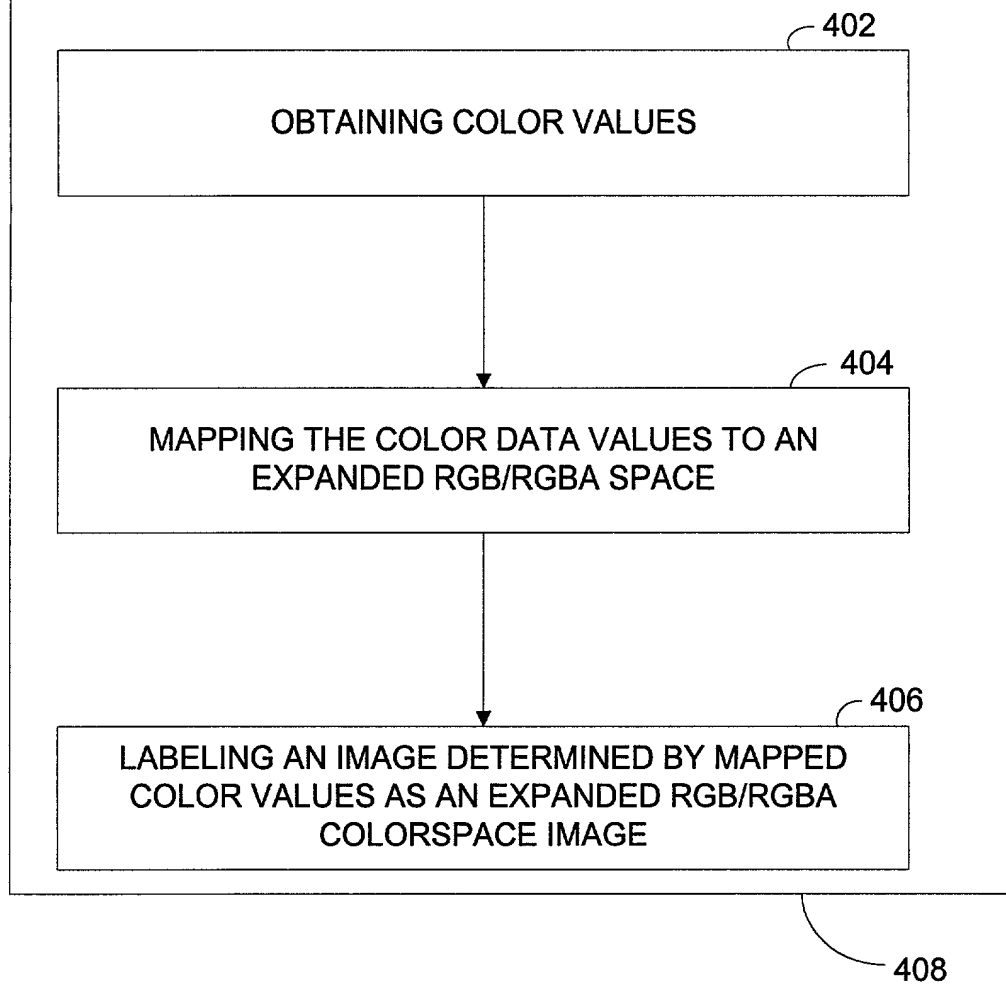 402
OBTAINING COLOR VALUES
404
MAPPING THE COLOR DATA VALUES TO AN
EXPANDED RGB/RGBA SPACE
406
LABELING AN IMAGE DETERMINED BY MAPPED
COLOR VALUES AS AN EXPANDED RGB/RGBA
COLORSPACE IMAGE
408